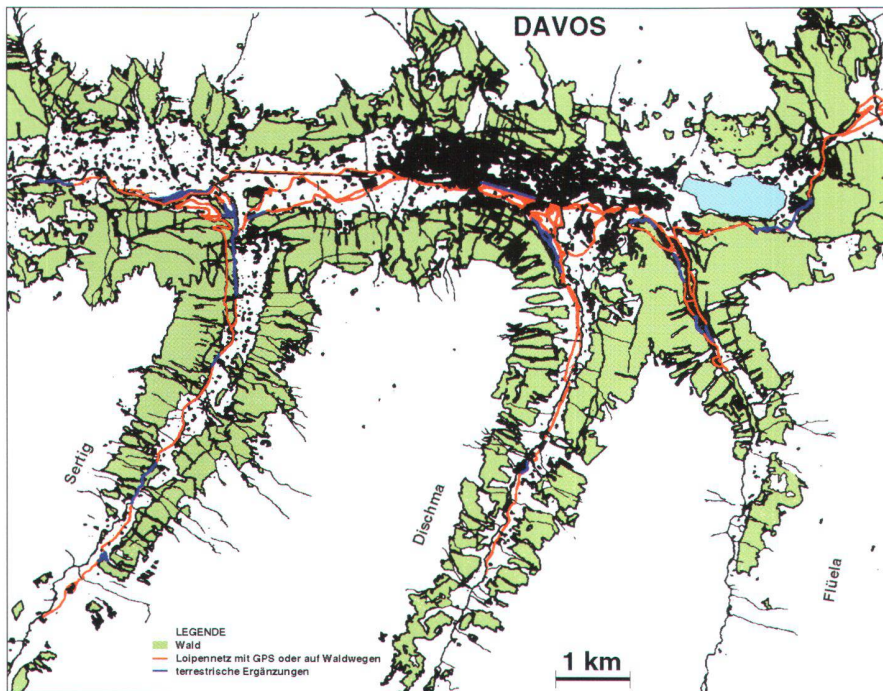 DAVOS
Sertig
Dischma
Flüela
LEGENDE
Wald
Loipennetz mit GPS oder auf Waldwegen
terrestrische Ergänzungen
1 km